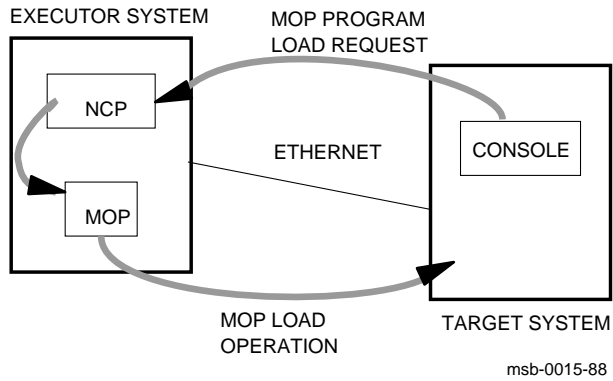 EXECUTOR SYSTEM
MOP PROGRAM
LOAD REQUEST
NCP
ETHERNET
CONSOLE
MOP
MOP LOAD
OPERATION
TARGET SYSTEM
msb-0015-88